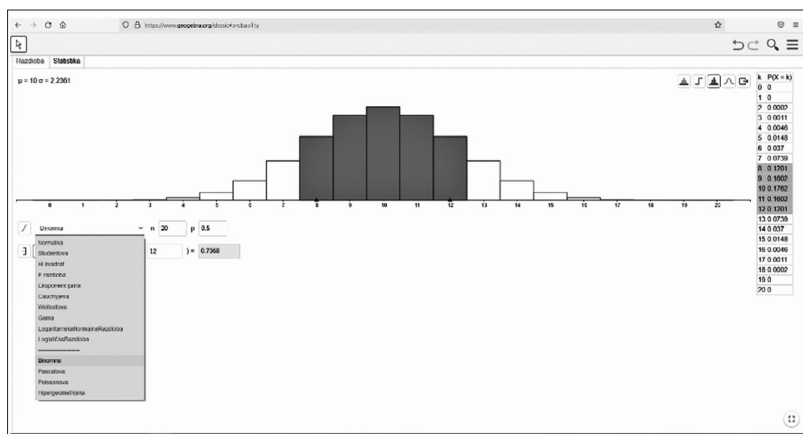 https://www.geogebra.org/classic#probability
Razdioba Statistika
μ = 10 σ = 2.2361
0 1 2 3 4 5 6 7 8 9 10 11 12 13 14 15 16 17 18 19 20
Binomna n 20 p 0.5
12 ) = 0.7368
Normalna
Studentova
Hi kvadrat
F razdioba
Eksponencijalna
Cauchyjeva
Weibullova
Gama
LogaritamskaNormalnaRazdioba
LogističkaRazdioba
Binomna
Pascalova
Poissonova
Hipergeometrijska
k P(X = k)
0 0
1 0
2 0.0002
3 0.0011
4 0.0046
5 0.0148
6 0.037
7 0.0739
8 0.1201
9 0.1602
10 0.1762
11 0.1602
12 0.1201
13 0.0739
14 0.037
15 0.0148
16 0.0046
17 0.0011
18 0.0002
19 0
20 0